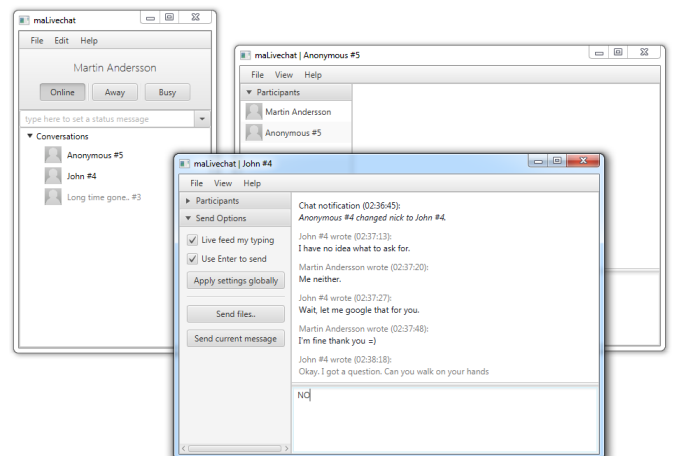 maLivechat
File Edit Help
Martin Andersson
Online Away Busy
type here to set a status message
Conversations
Anonymous #5
John #4
Long time gone.. #3
maLivechat | Anonymous #5
File View Help
Participants
Martin Andersson
Anonymous #5
maLivechat | John #4
File View Help
Participants
Send Options
Live feed my typing
Use Enter to send
Apply settings globally
Send files..
Send current message
Chat notification (02:36:45):
Anonymous #4 changed nick to John #4.
John #4 wrote (02:37:13):
I have no idea what to ask for.
Martin Andersson wrote (02:37:20):
Me neither.
John #4 wrote (02:37:27):
Wait, let me google that for you.
Martin Andersson wrote (02:37:48):
I'm fine thank you =)
John #4 wrote (02:38:18):
Okay. I got a question. Can you walk on your hands
NO